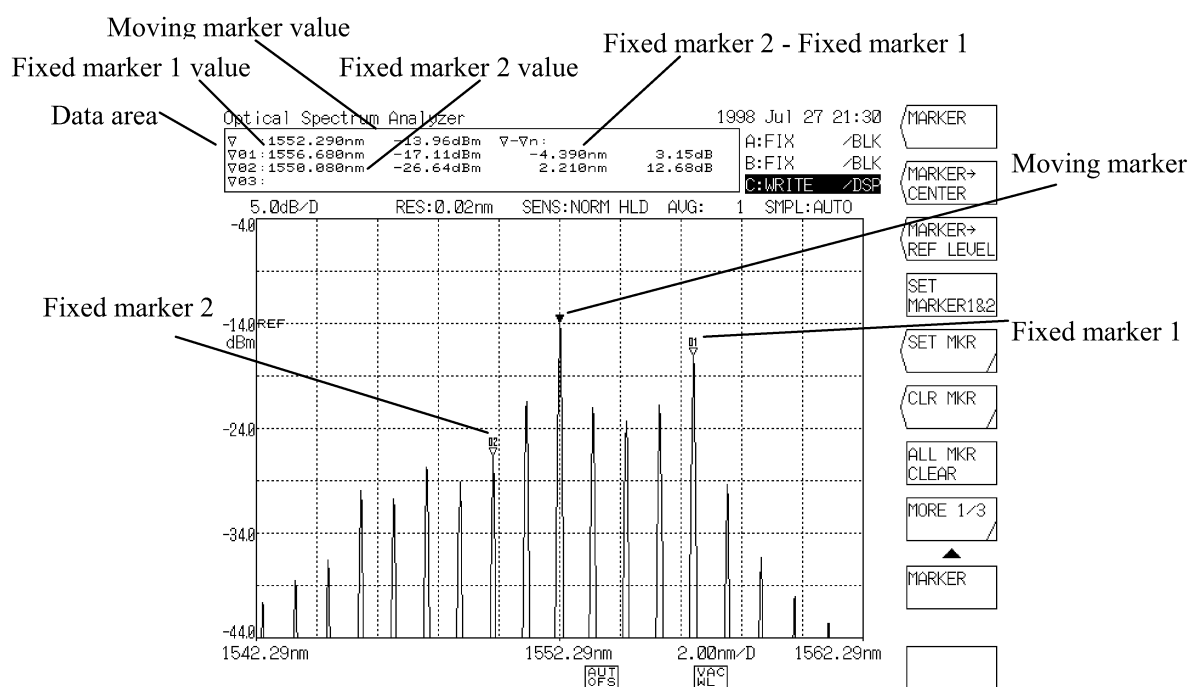 Moving marker value
Fixed marker 2 - Fixed marker 1
Fixed marker 1 value
Fixed marker 2 value
Data area
Optical Spectrum Analyzer
1998 Jul 27 21:30
∇ :1552.290nm -13.96dBm ∇-∇n:
∇01:1556.680nm -17.11dBm -4.390nm 3.15dB
∇02:1550.080nm -26.64dBm 2.210nm 12.68dB
∇03:
A:FIX /BLK
B:FIX /BLK
C:WRITE /DSP
5.0dB/D RES:0.02nm SENS:NORM HLD AVG: 1 SMPL:AUTO
-4.0
-14.0
REF
dBm
-24.0
-34.0
-44.0
01
02
Moving marker
Fixed marker 1
Fixed marker 2
1542.29nm 1552.29nm 2.00nm/D 1562.29nm
AUT
OFS
VAC
WL
MARKER
MARKER→
CENTER
MARKER→
REF LEVEL
SET
MARKER1&2
SET MKR
CLR MKR
ALL MKR
CLEAR
MORE 1/3
MARKER